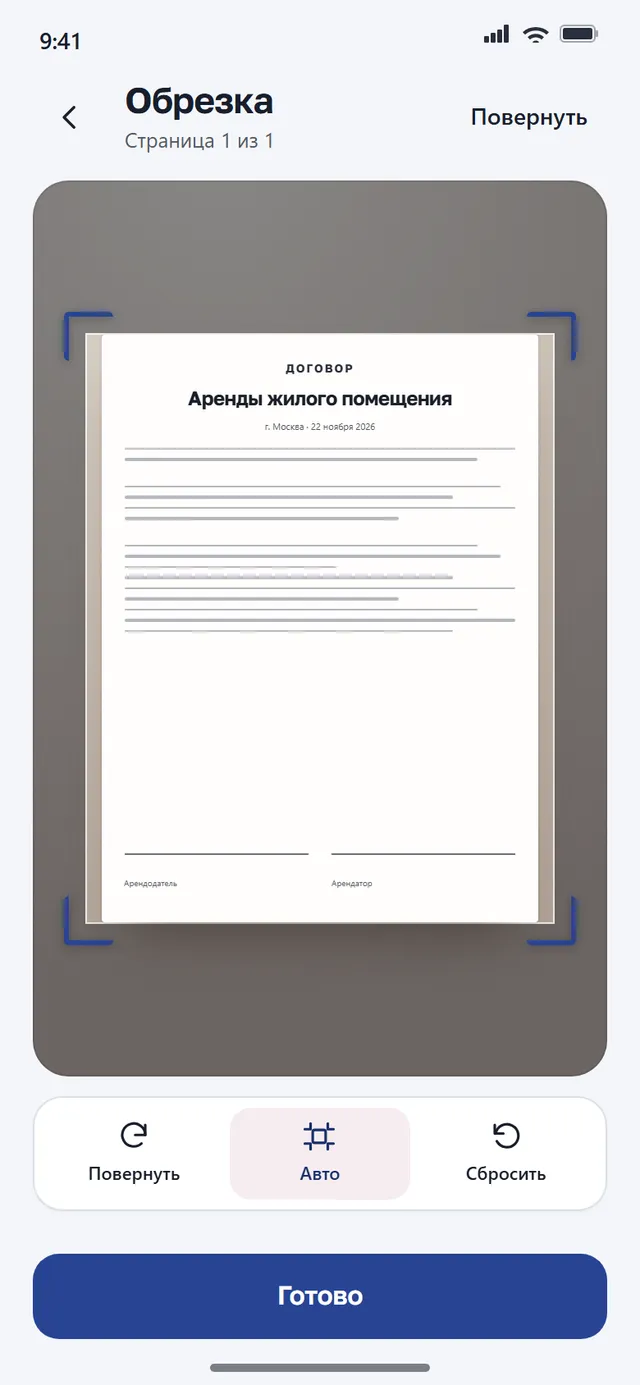 9:41
Обрезка
Страница 1 из 1
Повернуть
ДОГОВОР
Аренды жилого помещения
г. Москва · 22 ноября 2026
Арендодатель
Арендатор
Повернуть
Авто
Сбросить
Готово